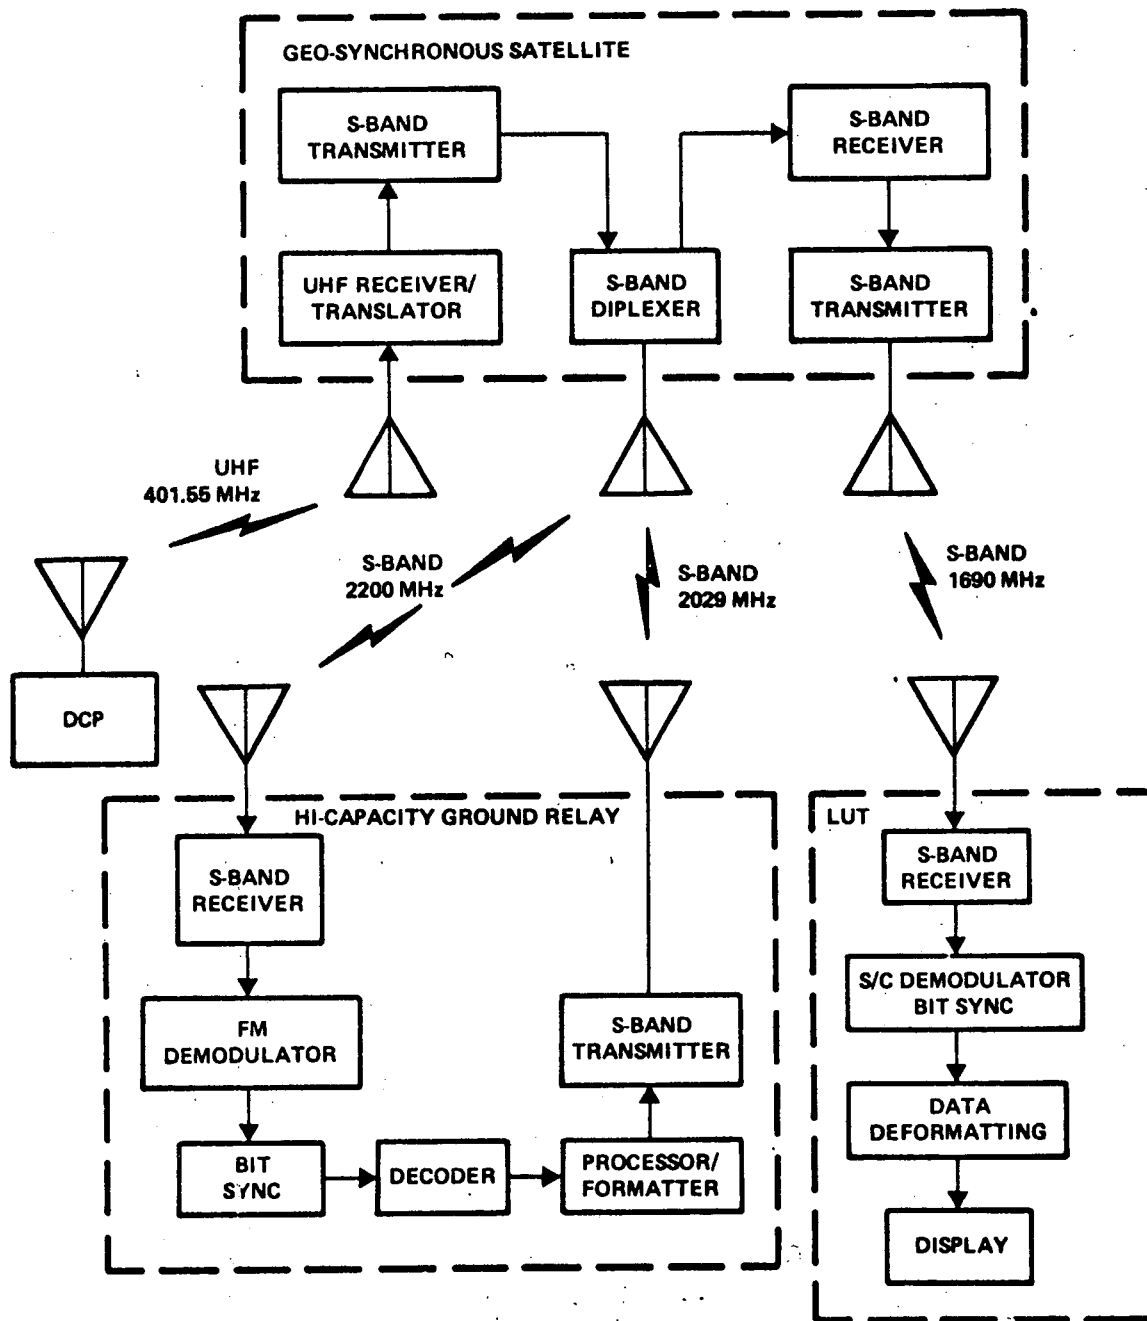 GEO-SYNCHRONOUS SATELLITE
S-BAND
TRANSMITTER
S-BAND
RECEIVER
UHF RECEIVER/
TRANSLATOR
S-BAND
DIPLEXER
S-BAND
TRANSMITTER
UHF
401.55 MHz
S-BAND
2200 MHz
S-BAND
2029 MHz
S-BAND
1690 MHz
DCP
HI-CAPACITY GROUND RELAY
S-BAND
RECEIVER
FM
DEMODULATOR
BIT
SYNC
DECODER
PROCESSOR/
FORMATTER
S-BAND
TRANSMITTER
LUT
S-BAND
RECEIVER
S/C DEMODULATOR
BIT SYNC
DATA
DEFORMATTING
DISPLAY